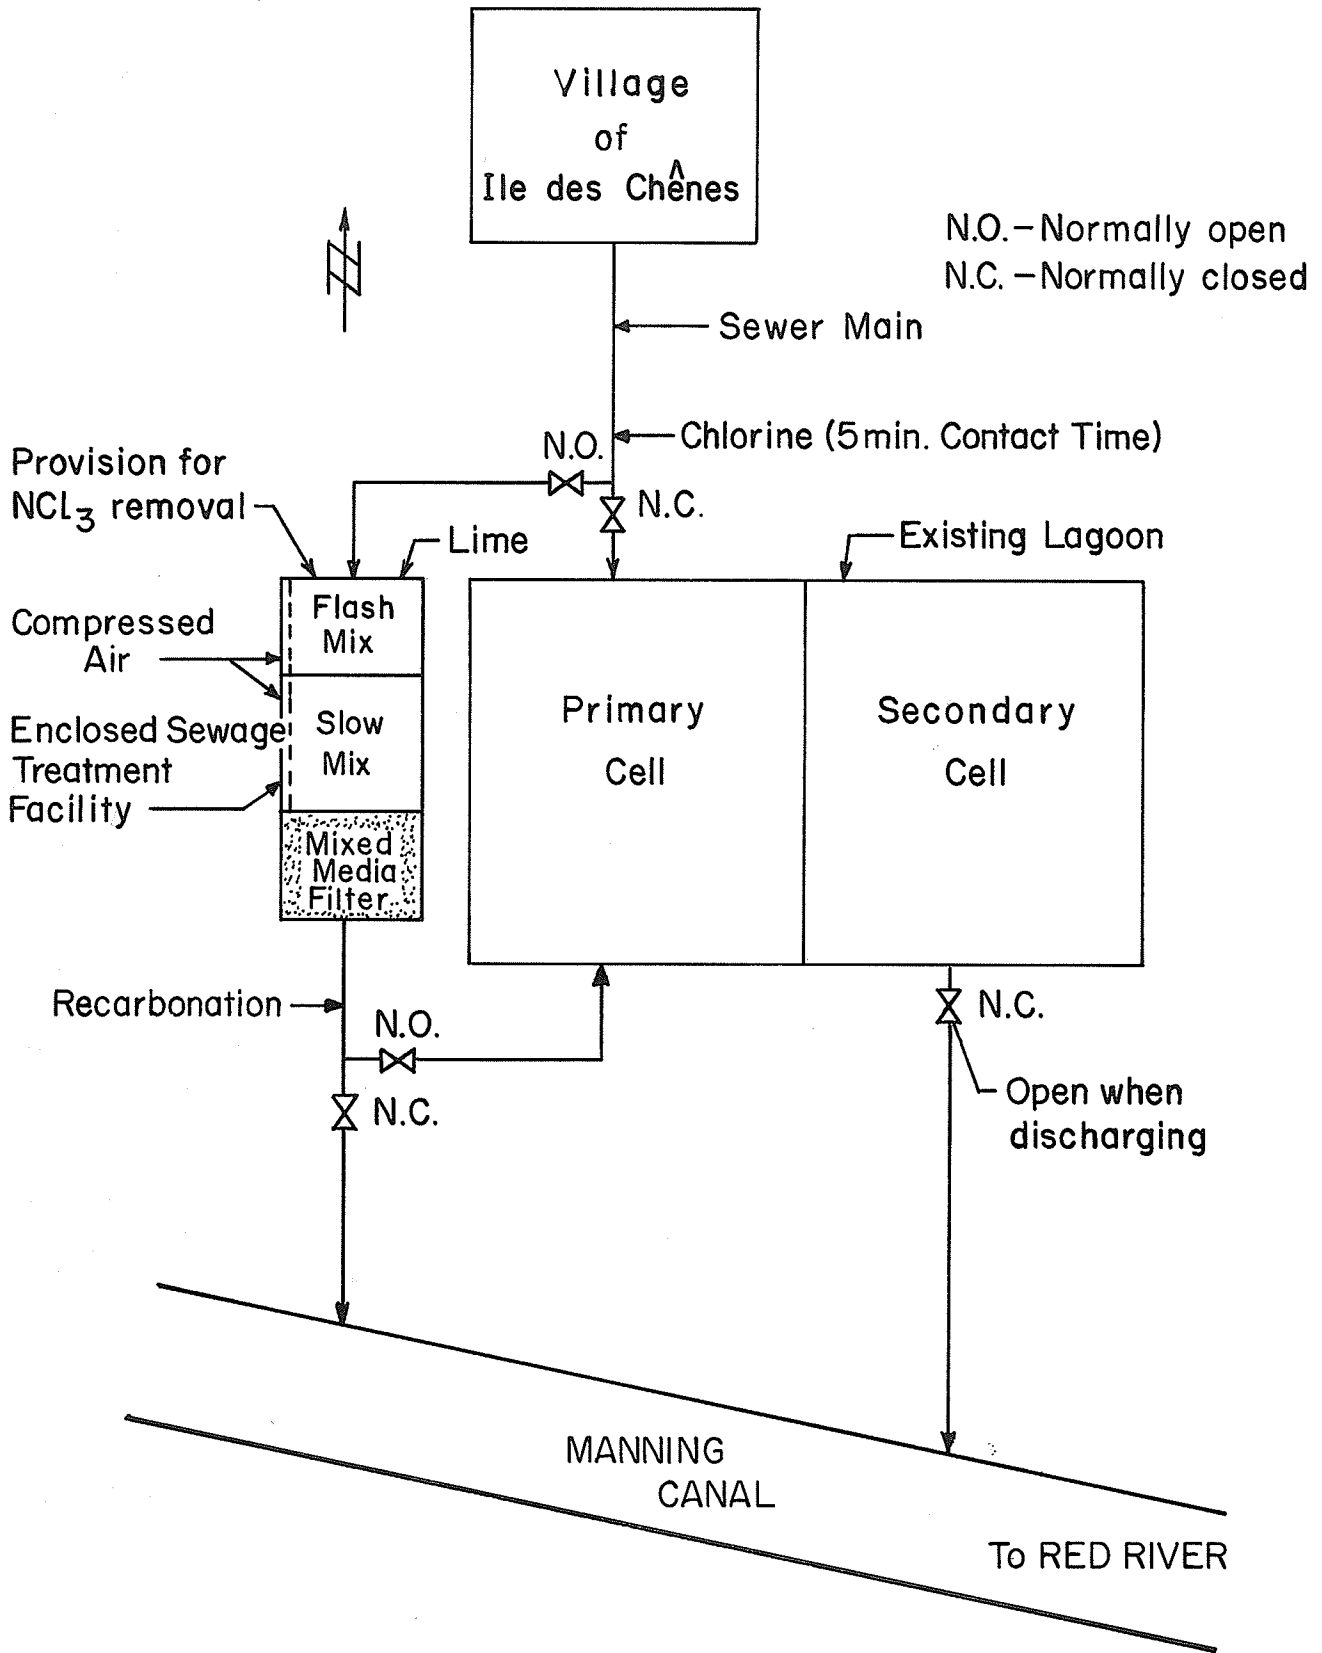 Village
of
Ile des Chênes
N.O.-Normally open
N.C.-Normally closed
N
Sewer Main
Chlorine (5 min. Contact Time)
N.O.
N.C.
Provision for
NCl₃ removal
Lime
Existing Lagoon
Flash
Mix
Compressed
Air
Slow
Mix
Enclosed Sewage
Treatment
Facility
Mixed
Media
Filter
Primary
Cell
Secondary
Cell
Recarbonation
N.O.
N.C.
N.C.
Open when
discharging
MANNING
CANAL
To RED RIVER